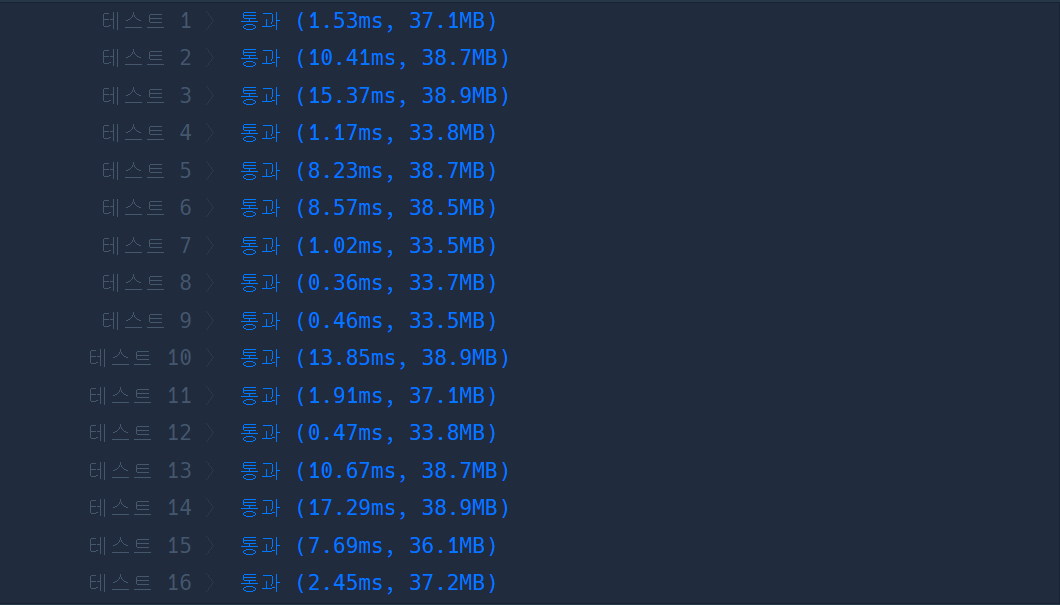 테스트 1 〉 통과 (1.53ms, 37.1MB)
테스트 2 〉 통과 (10.41ms, 38.7MB)
테스트 3 〉 통과 (15.37ms, 38.9MB)
테스트 4 〉 통과 (1.17ms, 33.8MB)
테스트 5 〉 통과 (8.23ms, 38.7MB)
테스트 6 〉 통과 (8.57ms, 38.5MB)
테스트 7 〉 통과 (1.02ms, 33.5MB)
테스트 8 〉 통과 (0.36ms, 33.7MB)
테스트 9 〉 통과 (0.46ms, 33.5MB)
테스트 10 〉 통과 (13.85ms, 38.9MB)
테스트 11 〉 통과 (1.91ms, 37.1MB)
테스트 12 〉 통과 (0.47ms, 33.8MB)
테스트 13 〉 통과 (10.67ms, 38.7MB)
테스트 14 〉 통과 (17.29ms, 38.9MB)
테스트 15 〉 통과 (7.69ms, 36.1MB)
테스트 16 〉 통과 (2.45ms, 37.2MB)